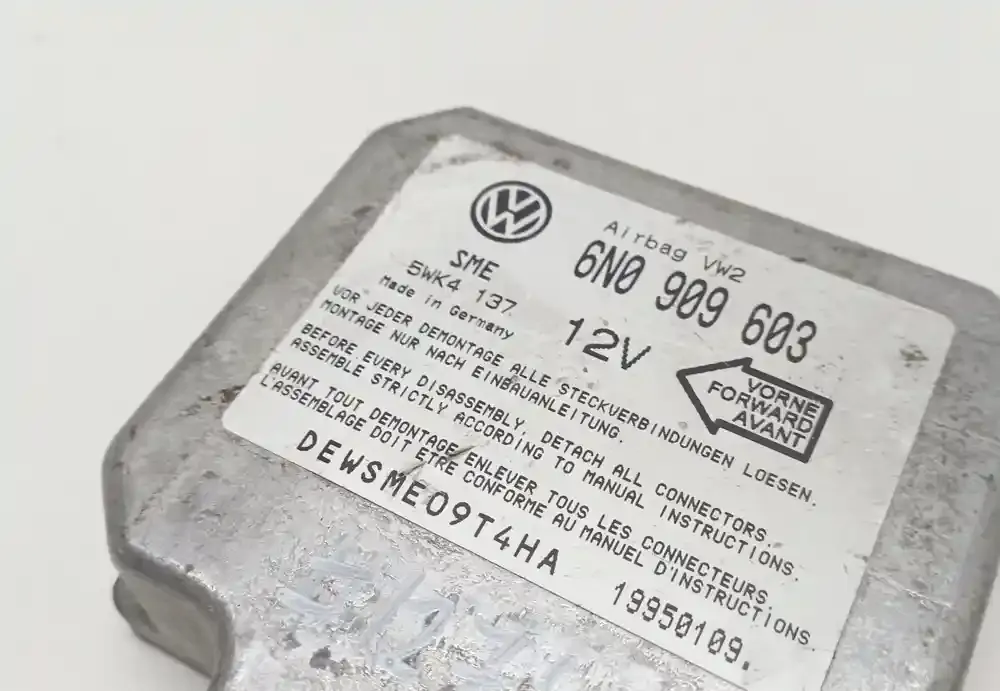 Airbag VW2
6N0 909 603
SME
5WK4 137
Made in Germany
12V
VORNE
FORWARD
AVANT
VOR JEDER DEMONTAGE ALLE STECKVERBINDUNGEN LOESEN.
MONTAGE NUR NACH EINBAUANLEITUNG.
BEFORE EVERY DISASSEMBLY, DETACH ALL CONNECTORS.
ASSEMBLE STRICTLY ACCORDING TO MANUAL INSTRUCTIONS.
AVANT TOUT DEMONTAGE ENLEVER TOUS LES CONNECTEURS
L'ASSEMBLAGE DOIT ETRE CONFORME AU MANUEL D'INSTRUCTIONS
DEWSME09T4HA
19950109.